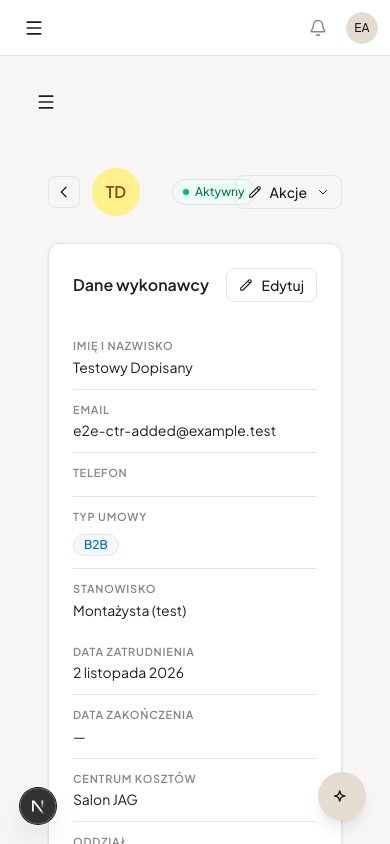 EA
TD
Aktywny
Akcje
Dane wykonawcy
Edytuj
IMIĘ I NAZWISKO
Testowy Dopisany
EMAIL
e2e-ctr-added@example.test
TELEFON
TYP UMOWY
B2B
STANOWISKO
Montażysta (test)
DATA ZATRUDNIENIA
2 listopada 2026
DATA ZAKOŃCZENIA
—
CENTRUM KOSZTÓW
Salon JAG
N
ODDZIAŁ